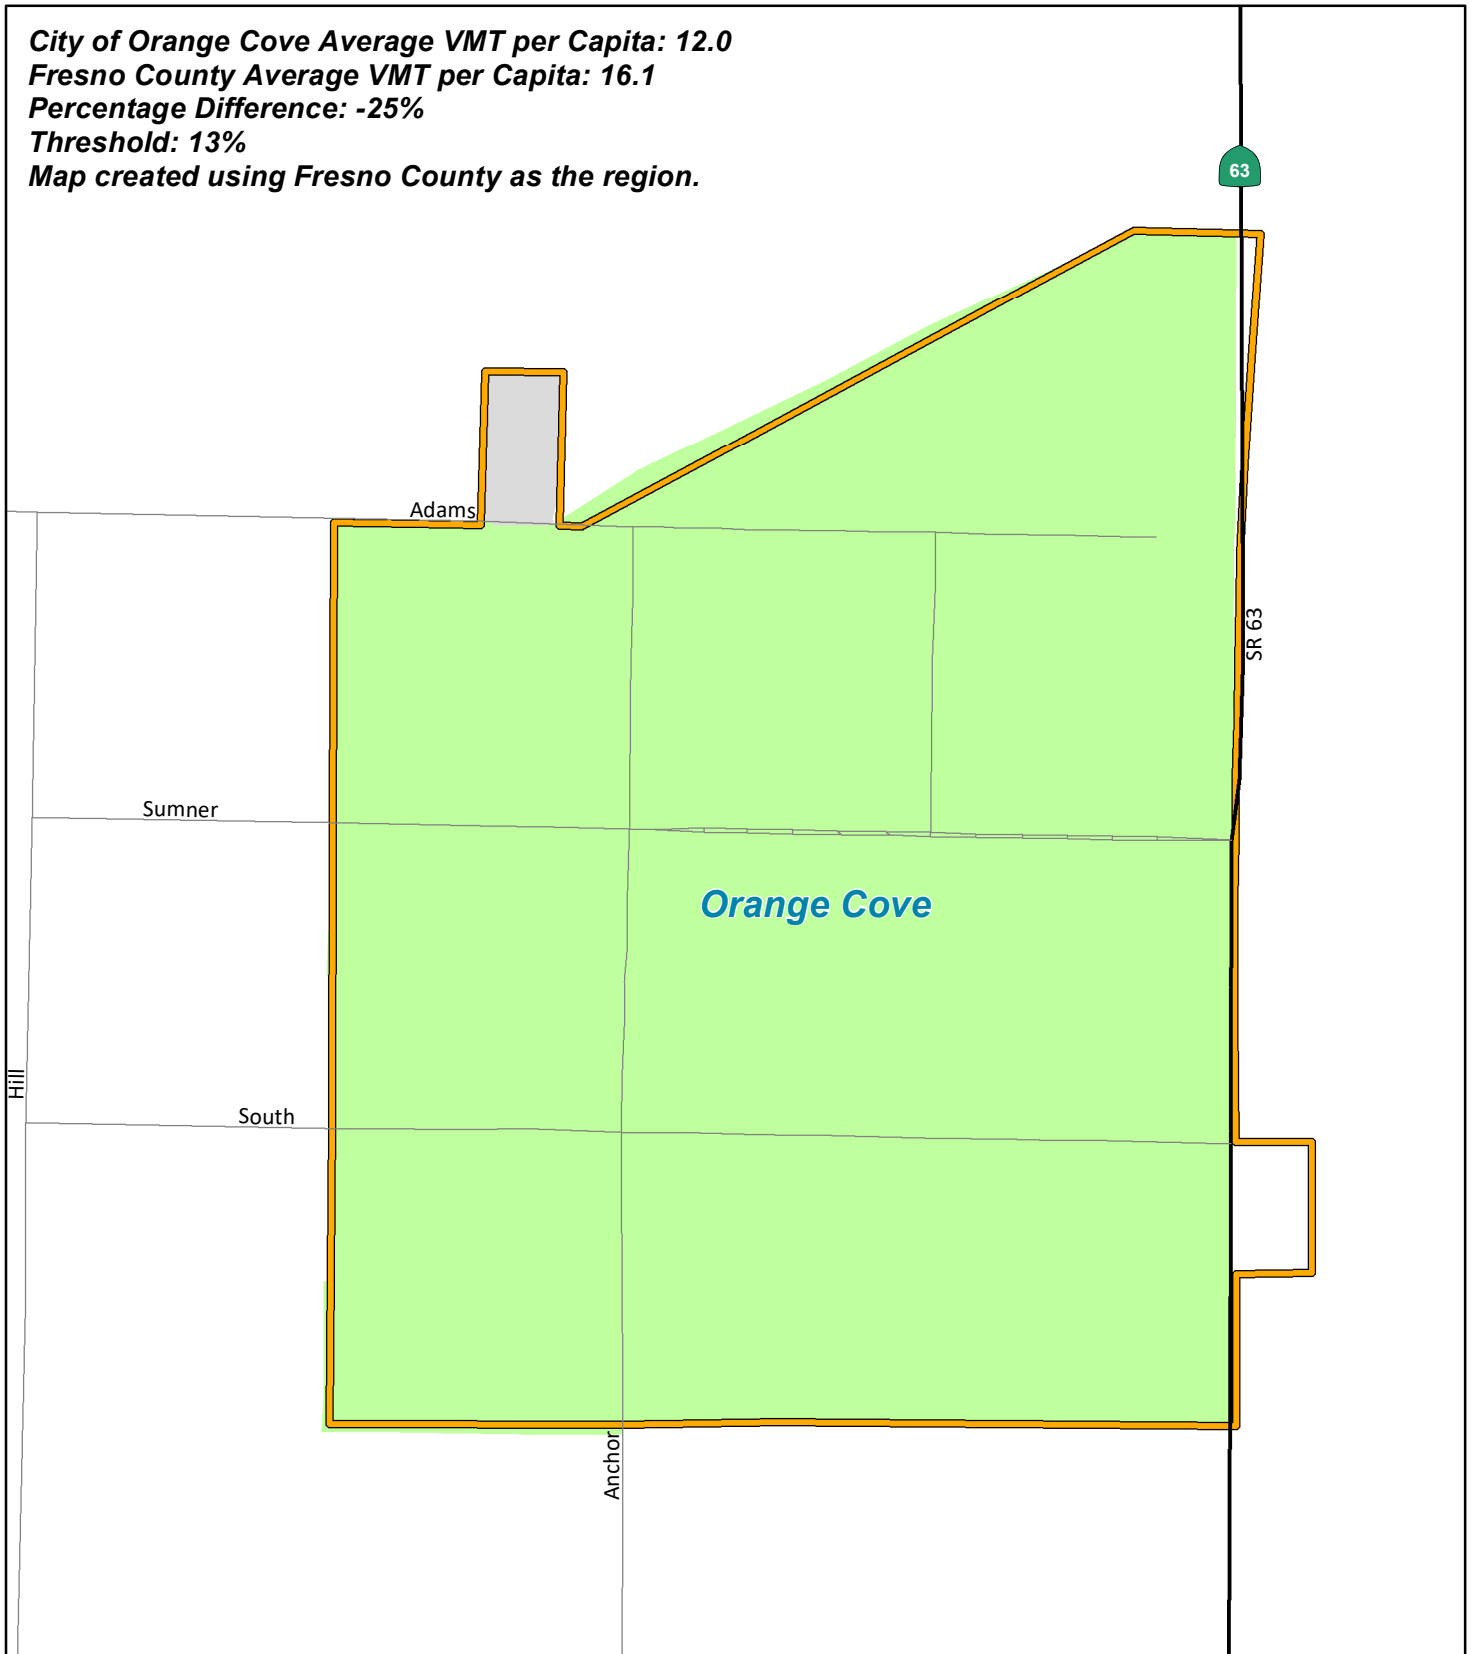 City of Orange Cove Average VMT per Capita: 12.0
Fresno County Average VMT per Capita: 16.1
Percentage Difference: -25%
Threshold: 13%
Map created using Fresno County as the region.
63
Adams
SR 63
Sumner
Orange Cove
Hill
South
Anchor